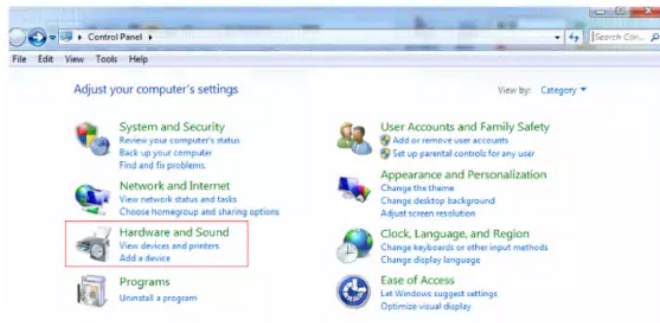 Control Panel
Search Con...
File Edit View Tools Help
Adjust your computer's settings
View by: Category
System and Security
Review your computer's status
Back up your computer
Find and fix problems
Network and Internet
View network status and tasks
Choose homegroup and sharing options
Hardware and Sound
View devices and printers
Add a device
Programs
Uninstall a program
User Accounts and Family Safety
Add or remove user accounts
Set up parental controls for any user
Appearance and Personalization
Change the theme
Change desktop background
Adjust screen resolution
Clock, Language, and Region
Change keyboards or other input methods
Change display language
Ease of Access
Let Windows suggest settings
Optimize visual display